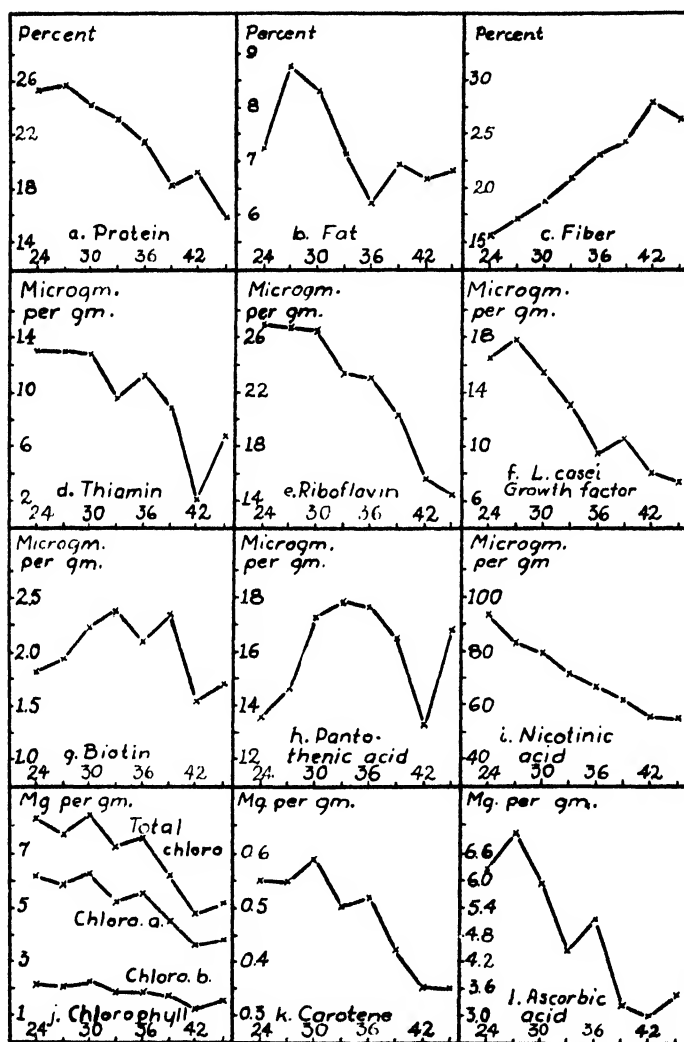 Percent
26
22
18
14
a. Protein
24 30 36 42
Percent
9
8
7
6
b. Fat
24 30 36 42
Percent
30
25
20
15
c. Fiber
24 30 36 42
Microgm.
per gm.
14
10
6
2
d. Thiamin
24 30 36 42
Microgm.
per gm.
26
22
18
14
e. Riboflavin
24 30 36 42
Microgm.
per gm.
18
14
10
6
f. L. casei
Growth factor
24 30 36 42
Microgm.
per gm.
2.5
2.0
1.5
1.0
g. Biotin
24 30 36 42
Microgm.
per gm.
18
16
14
12
h. Panto-
thenic acid
24 30 36 42
Microgm.
per gm
100
80
60
40
i. Nicotinic
acid
24 30 36 42
Mg per gm.
Total
chloro
7
5
Chloro. a.
3
Chloro. b.
1
j. Chlorophyll
24 30 36 42
Mg per gm.
0.6
0.5
0.4
0.3
k. Carotene
24 30 36 42
Mg. per gm.
6.6
6.0
5.4
4.8
4.2
3.6
3.0
l. Ascorbic
acid
24 30 36 42